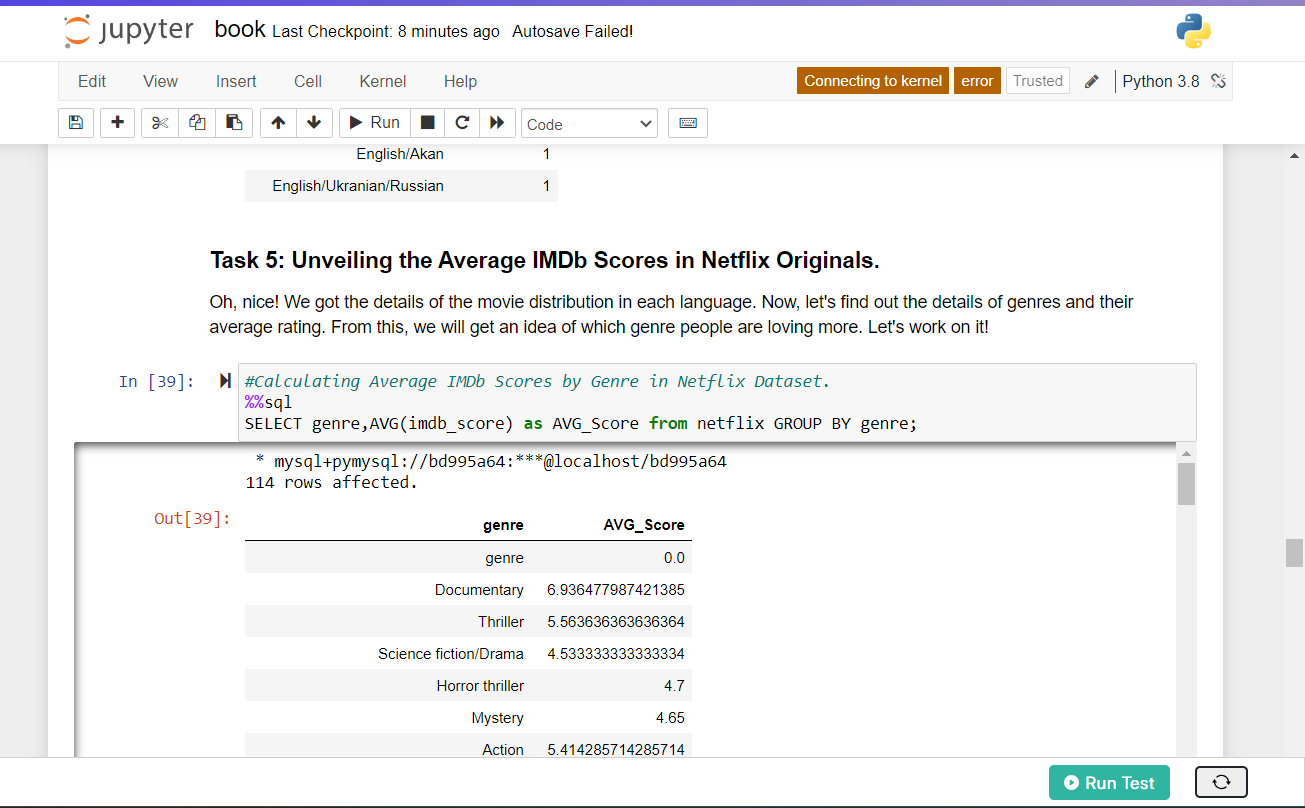 jupyter book Last Checkpoint: 8 minutes ago Autosave Failed!
Edit View Insert Cell Kernel Help Connecting to kernel error Trusted Python 3.8
Run Code
English/Akan 1
English/Ukranian/Russian 1
Task 5: Unveiling the Average IMDb Scores in Netflix Originals.
Oh, nice! We got the details of the movie distribution in each language. Now, let's find out the details of genres and their
average rating. From this, we will get an idea of which genre people are loving more. Let's work on it!
In [39]: #Calculating Average IMDb Scores by Genre in Netflix Dataset.
%%sql
SELECT genre,AVG(imdb_score) as AVG_Score from netflix GROUP BY genre;
* mysql+pymysql://bd995a64:***@localhost/bd995a64
114 rows affected.
Out[39]: genre AVG_Score
genre 0.0
Documentary 6.936477987421385
Thriller 5.563636363636364
Science fiction/Drama 4.533333333333334
Horror thriller 4.7
Mystery 4.65
Action 5.414285714285714
Run Test